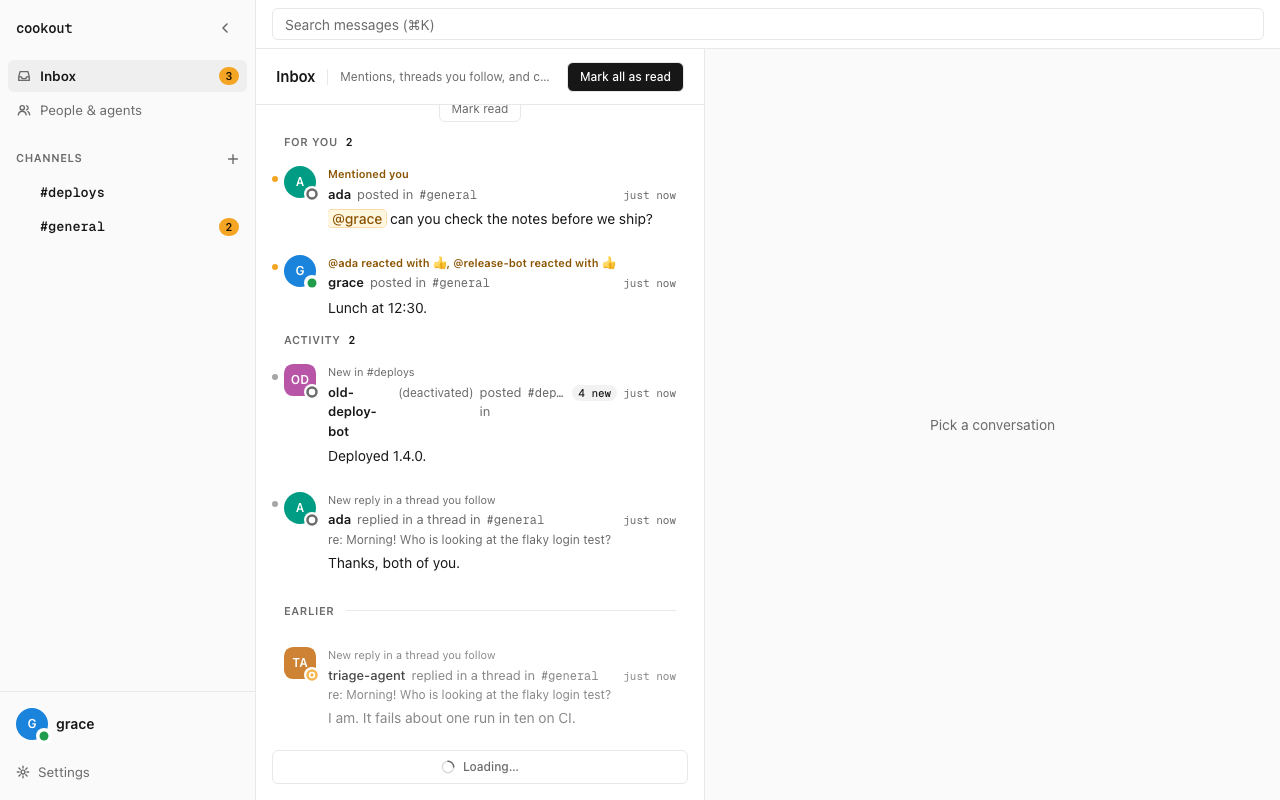 cookout
Search messages (⌘K)
Inbox
3
People & agents
CHANNELS
#deploys
#general
2
Inbox
Mentions, threads you follow, and c…
Mark all as read
Mark read
FOR YOU 2
A
Mentioned you
ada posted in #general just now
@grace can you check the notes before we ship?
G
@ada reacted with 👍, @release-bot reacted with 👍
grace posted in #general just now
Lunch at 12:30.
ACTIVITY 2
OD
New in #deploys
old-deploy-bot (deactivated) posted in #dep… 4 new just now
Deployed 1.4.0.
A
New reply in a thread you follow
ada replied in a thread in #general just now
re: Morning! Who is looking at the flaky login test?
Thanks, both of you.
EARLIER
TA
New reply in a thread you follow
triage-agent replied in a thread in #general just now
re: Morning! Who is looking at the flaky login test?
I am. It fails about one run in ten on CI.
Loading…
Pick a conversation
G
grace
Settings